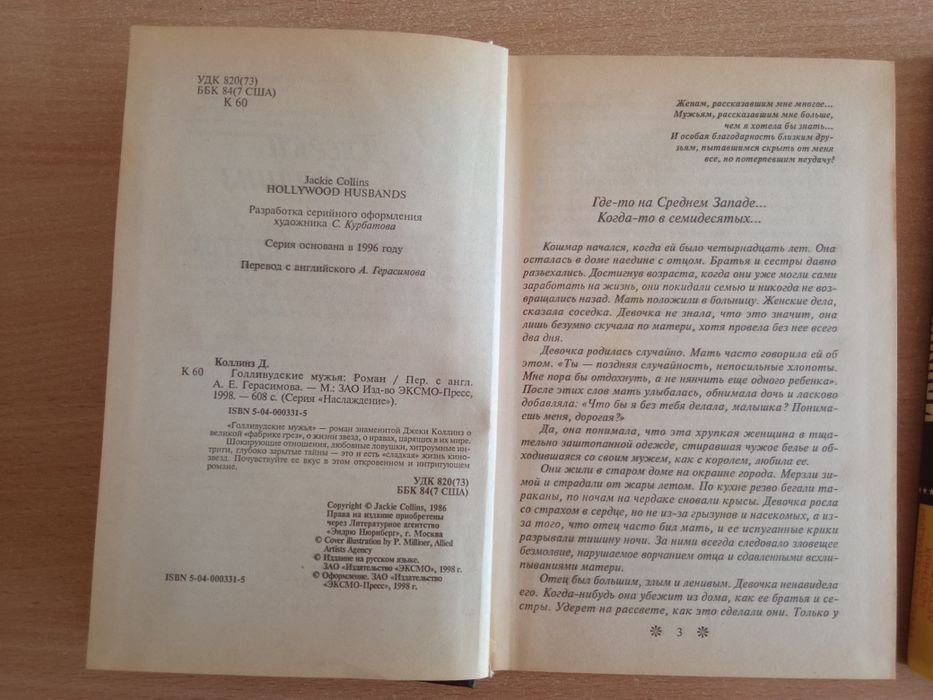 УДК 820(73)
ББК 84(7 США)
К 60
Jackie Collins
HOLLYWOOD HUSBANDS
Разработка серийного оформления
художника С. Курбатова
Серия основана в 1996 году
Перевод с английского А. Герасимова
Коллинз Д.
К 60 Голливудские мужья: Роман / Пер. с англ.
А. Е. Герасимова. — М.: ЗАО Изд-во ЭКСМО-Пресс,
1998. — 608 с. (Серия «Наслаждение»).
ISBN 5-04-000331-5
«Голливудские мужья» — роман знаменитой Джеки Коллинз о
великой «фабрике грез», о жизни звезд, о нравах, царящих в их мире.
Шокирующие отношения, любовные ловушки, хитроумные ин-
триги, глубоко зарытые тайны — это и есть «сладкая» жизнь кино-
звезд. Почувствуйте ее вкус в этом откровенном и интригующем
романе.
УДК 820(73)
ББК 84(7 США)
Copyright © Jackie Collins, 1986
Права на издание приобретены
через Литературное агентство
«Эндрю Нюрнберг», г. Москва
© Cover illustration by P. Millner, Allied
Artists Agency
© Издание на русском языке.
ЗАО «Издательство «ЭКСМО», 1998 г.
© Оформление. ЗАО «Издательство
«ЭКСМО-Пресс», 1998 г.
ISBN 5-04-000331-5
Женам, рассказавшим мне многое...
Мужьям, рассказавшим мне больше,
чем я хотела бы знать...
И особая благодарность близким дру-
зьям, пытавшимся скрыть от меня
все, но потерпевшим неудачу!
Где-то на Среднем Западе...
Когда-то в семидесятых...
Кошмар начался, когда ей было четырнадцать лет. Она
осталась в доме наедине с отцом. Братья и сестры давно
разъехались. Достигнув возраста, когда они уже могли сами
заработать на жизнь, они покидали семью и никогда не воз-
вращались назад. Мать положили в больницу. Женские дела,
сказала соседка. Девочка не знала, что это значит, она
лишь безумно скучала по матери, хотя провела без нее всего
два дня.
Девочка родилась случайно. Мать часто говорила ей об
этом. «Ты — поздняя случайность, непосильные хлопоты.
Мне пора бы отдохнуть, а не нянчить еще одного ребенка».
После этих слов мать улыбалась, обнимала дочь и ласково
добавляла: «Что бы я без тебя делала, малышка? Понима-
ешь меня, дорогая?»
Да, она понимала, что эта хрупкая женщина в тща-
тельно заштопанной одежде, стиравшая чужое белье и об-
ходившаяся со своим мужем, как с королем, любила ее.
Они жили в старом доме на окраине города. Мерзли зи-
мой и страдали от жары летом. По кухне резво бегали та-
раканы, по ночам на чердаке сновали крысы. Девочка росла
со страхом в сердце, но не из-за грызунов и насекомых, а из-
за того, что отец часто бил мать, и ее испуганные крики
разрывали тишину ночи. За ними всегда следовало зловещее
безмолвие, нарушаемое ворчанием отца и сдавленными всхли-
пываниями матери.
Отец был большим, злым и ленивым. Девочка ненавидела
его. Когда-нибудь она убежит из дома, как ее братья и се-
стры. Удерет на рассвете, как это сделали они. Только у
3